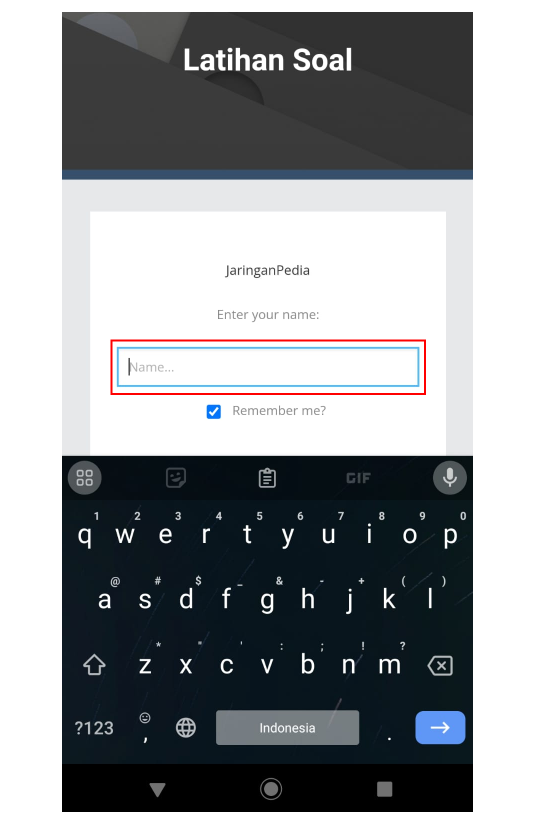 Latihan Soal
JaringanPedia
Enter your name:
Name...
Remember me?
GIF
1 2 3 4 5 6 7 8 9 0
q w e r t y u i o p
@ # $ _ & - + ( )
a s d f g h j k l
* " ' : ; ! ?
z x c v b n m
?123 , Indonesia .